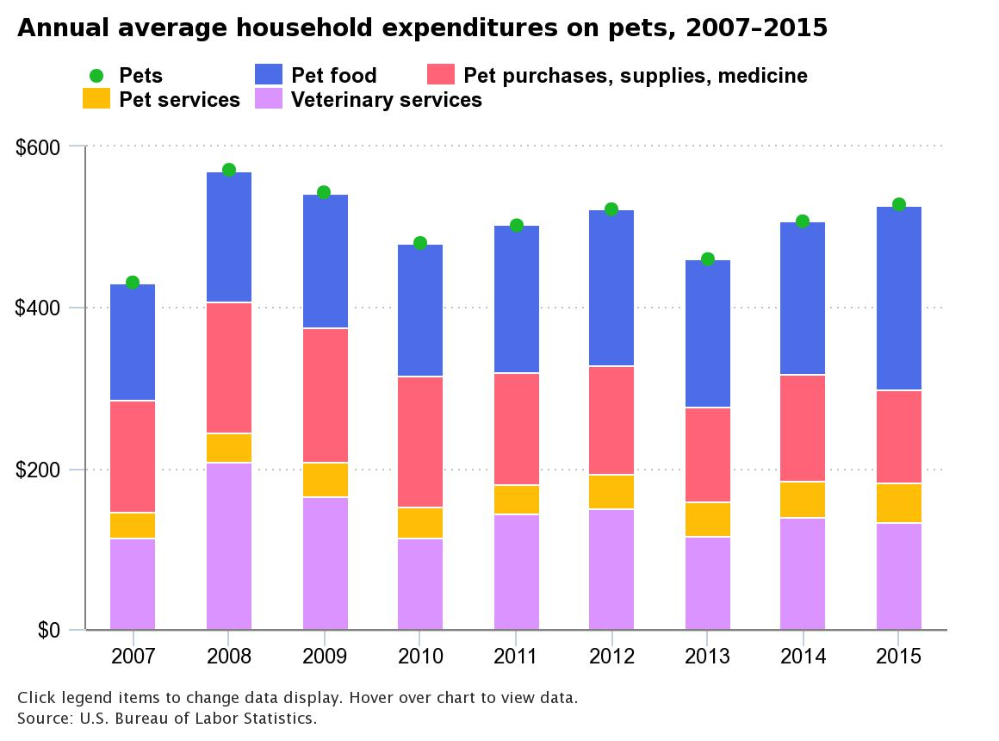 Annual average household expenditures on pets, 2007–2015
Pets Pet food Pet purchases, supplies, medicine
Pet services Veterinary services
$600
$400
$200
$0
2007 2008 2009 2010 2011 2012 2013 2014 2015
Click legend items to change data display. Hover over chart to view data.
Source: U.S. Bureau of Labor Statistics.